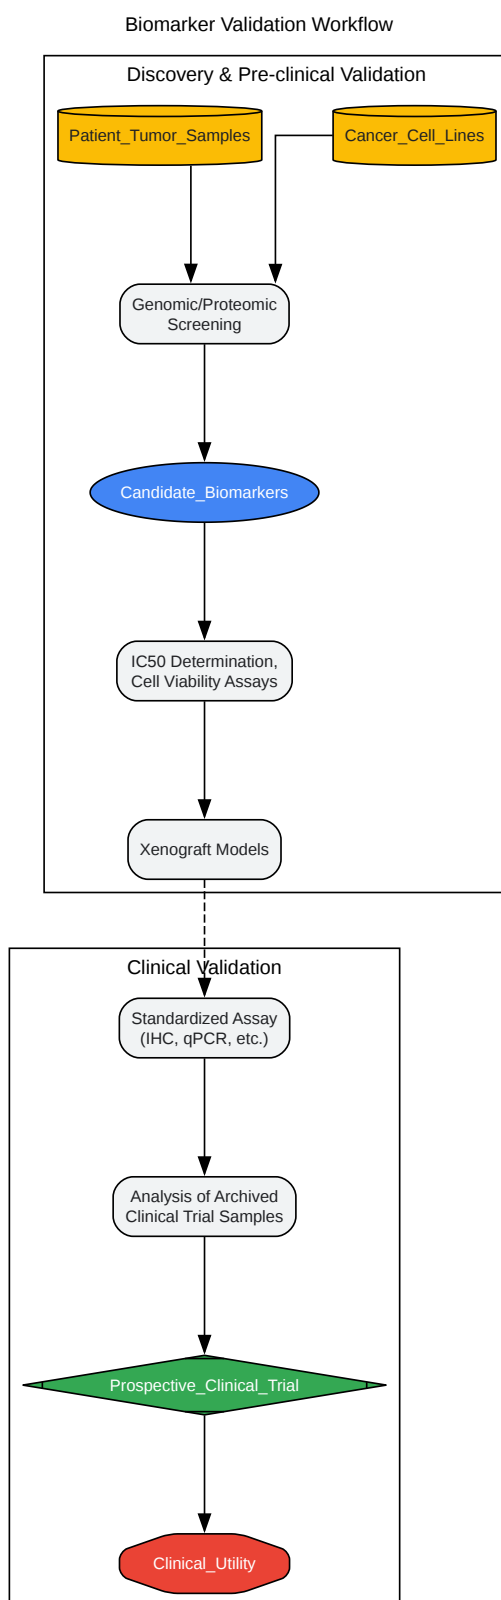 Biomarker Validation Workflow
Discovery & Pre-clinical Validation
Patient_Tumor_Samples
Cancer_Cell_Lines
Genomic/Proteomic
Screening
Candidate_Biomarkers
IC50 Determination,
Cell Viability Assays
Xenograft Models
Clinical Validation
Standardized Assay
(IHC, qPCR, etc.)
Analysis of Archived
Clinical Trial Samples
Prospective_Clinical_Trial
Clinical_Utility